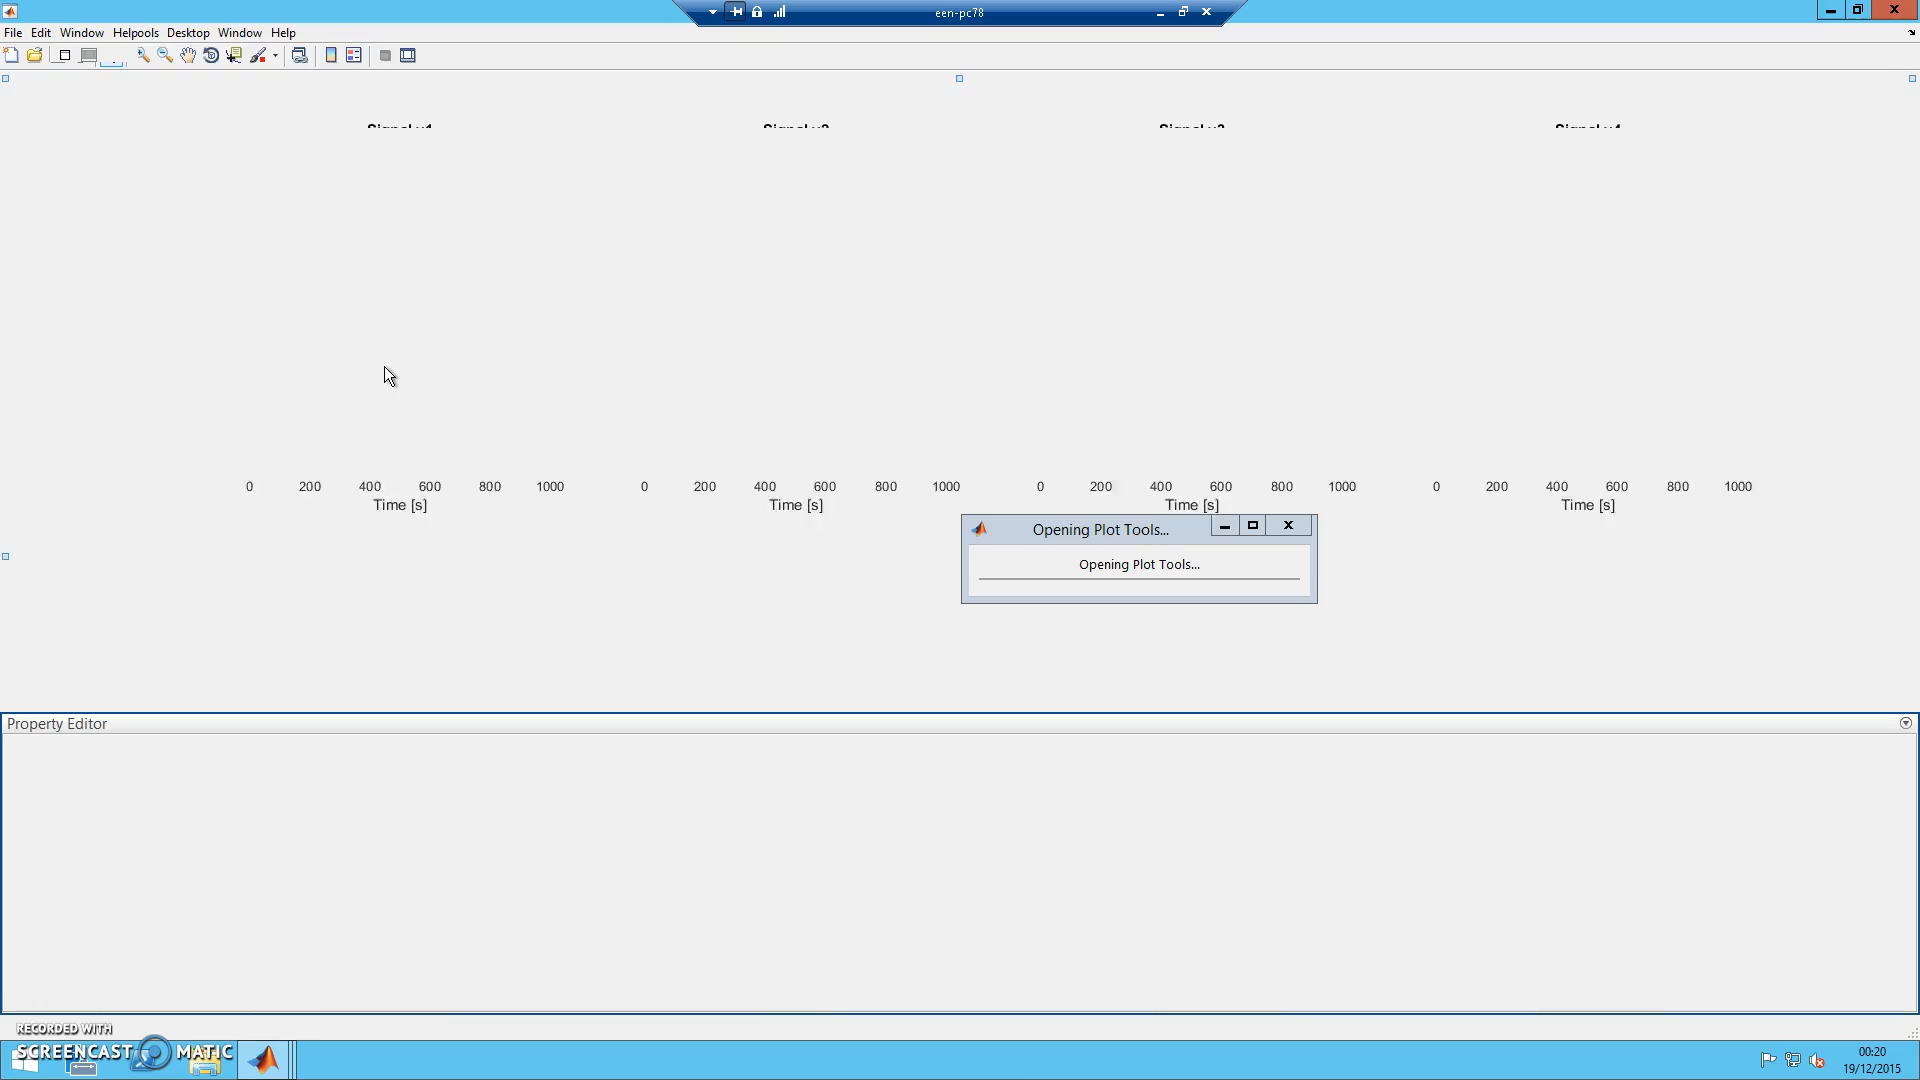 een-pc78
File Edit Window Helpools Desktop Window Help
0 200 400 600 800 1000 0 200 400 600 800 1000 0 200 400 600 800 1000 0 200 400 600 800 1000
Time [s] Time [s] Time [s] Time [s]
Opening Plot Tools...
Opening Plot Tools...
Property Editor
RECORDED WITH
SCREENCAST MATIC
00:20
19/12/2015